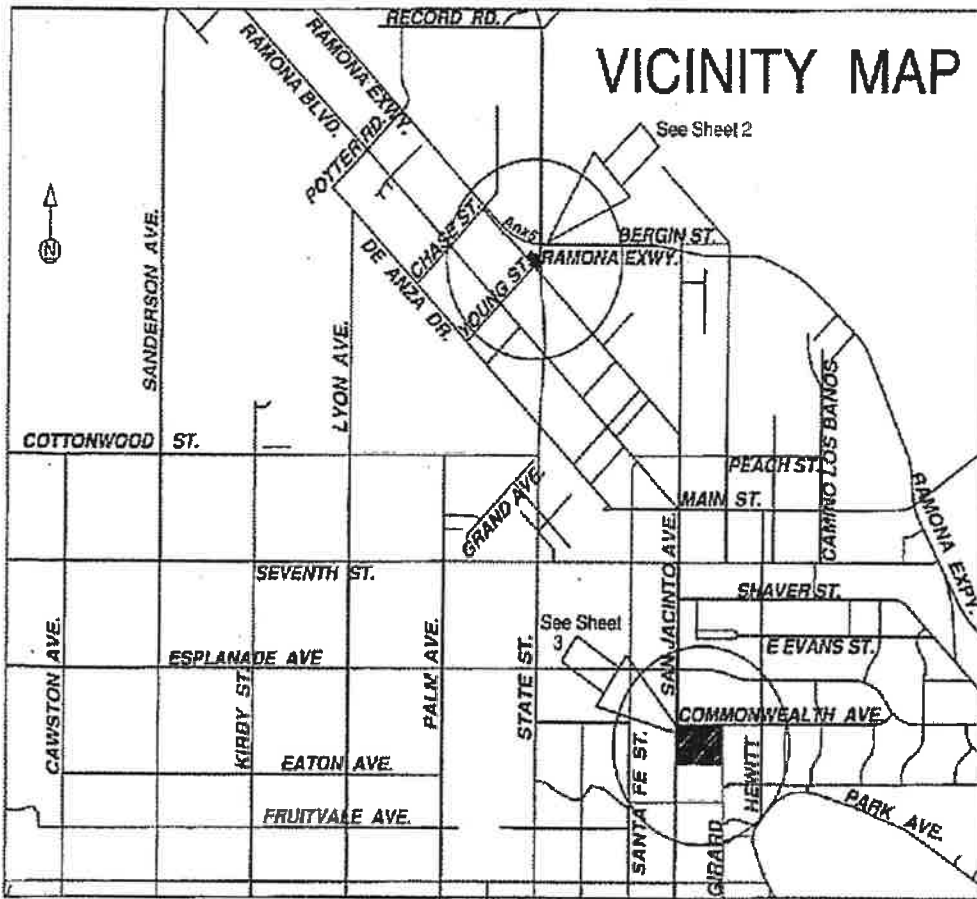 RECORD RD.
VICINITY MAP
RAMONA EXWY.
RAMONA BLVD.
See Sheet 2
POTTER RD.
N
CHASE ST.
Anx5
BERGIN ST.
RAMONA EXWY.
SANDERSON AVE.
DE ANZA DR.
YOUNG ST.
LYON AVE.
COTTONWOOD ST.
CAMINO LOS BANOS
PEACH ST.
GRAND AVE.
MAIN ST.
RAMONA EXPY.
SEVENTH ST.
SAN JACINTO AVE.
SHAVER ST.
See Sheet
3
E EVANS ST.
CAWSTON AVE.
ESPLANADE AVE
KIRBY ST.
PALM AVE.
STATE ST.
COMMONWEALTH AVE
EATON AVE.
SANTA FE ST.
HEWITT
PARK AVE.
FRUITVALE AVE.
GIRARD